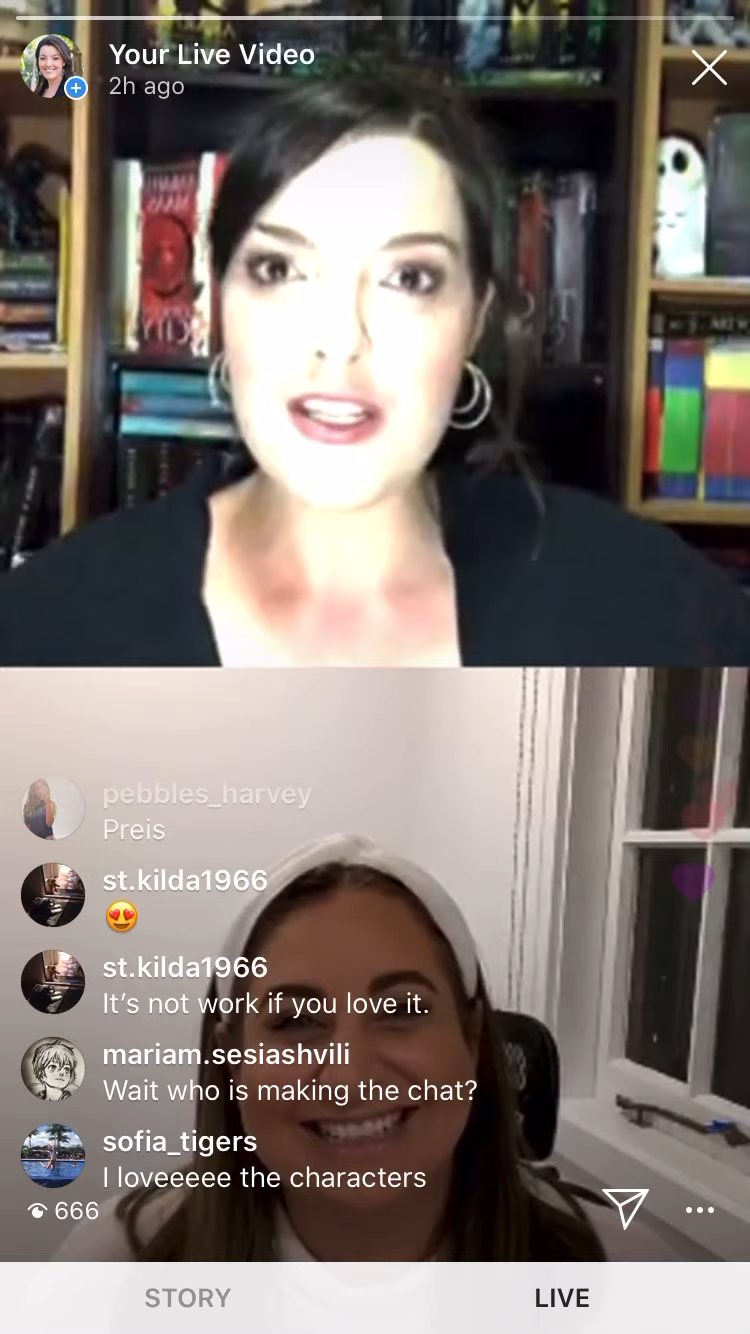 Your Live Video
2h ago
pebbles_harvey
Preis
st.kilda1966
😍
st.kilda1966
It’s not work if you love it.
mariam.sesiashvili
Wait who is making the chat?
sofia_tigers
I loveeeee the characters
666
STORY
LIVE